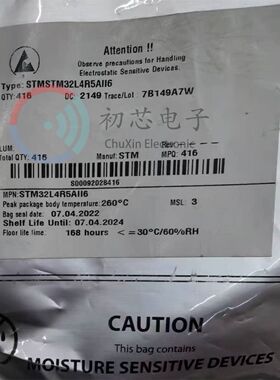 Attention !!
Observe precautions for Handling
Electrostatic Sensitive Devices.
Type: STMSTM32L4R5AII6
QTY: 416 DC: 2149 Trace/Lot: 7B149A7W
初芯电子
ChuXin Electronic
LUM: Rev: - - -
Total QTY: 416 Manuf: STM MPQ: 416
S00092028416
MPN: STM32L4R5AII6
Peak package body temperature: 260°C MSL: 3
Bag seal date: 07.04.2022
Shelf Life Until: 07.04.2024
Floor life time: 168 hours <=30°C/60%RH
CAUTION
This bag contains
MOISTURE SENSITIVE DEVICES